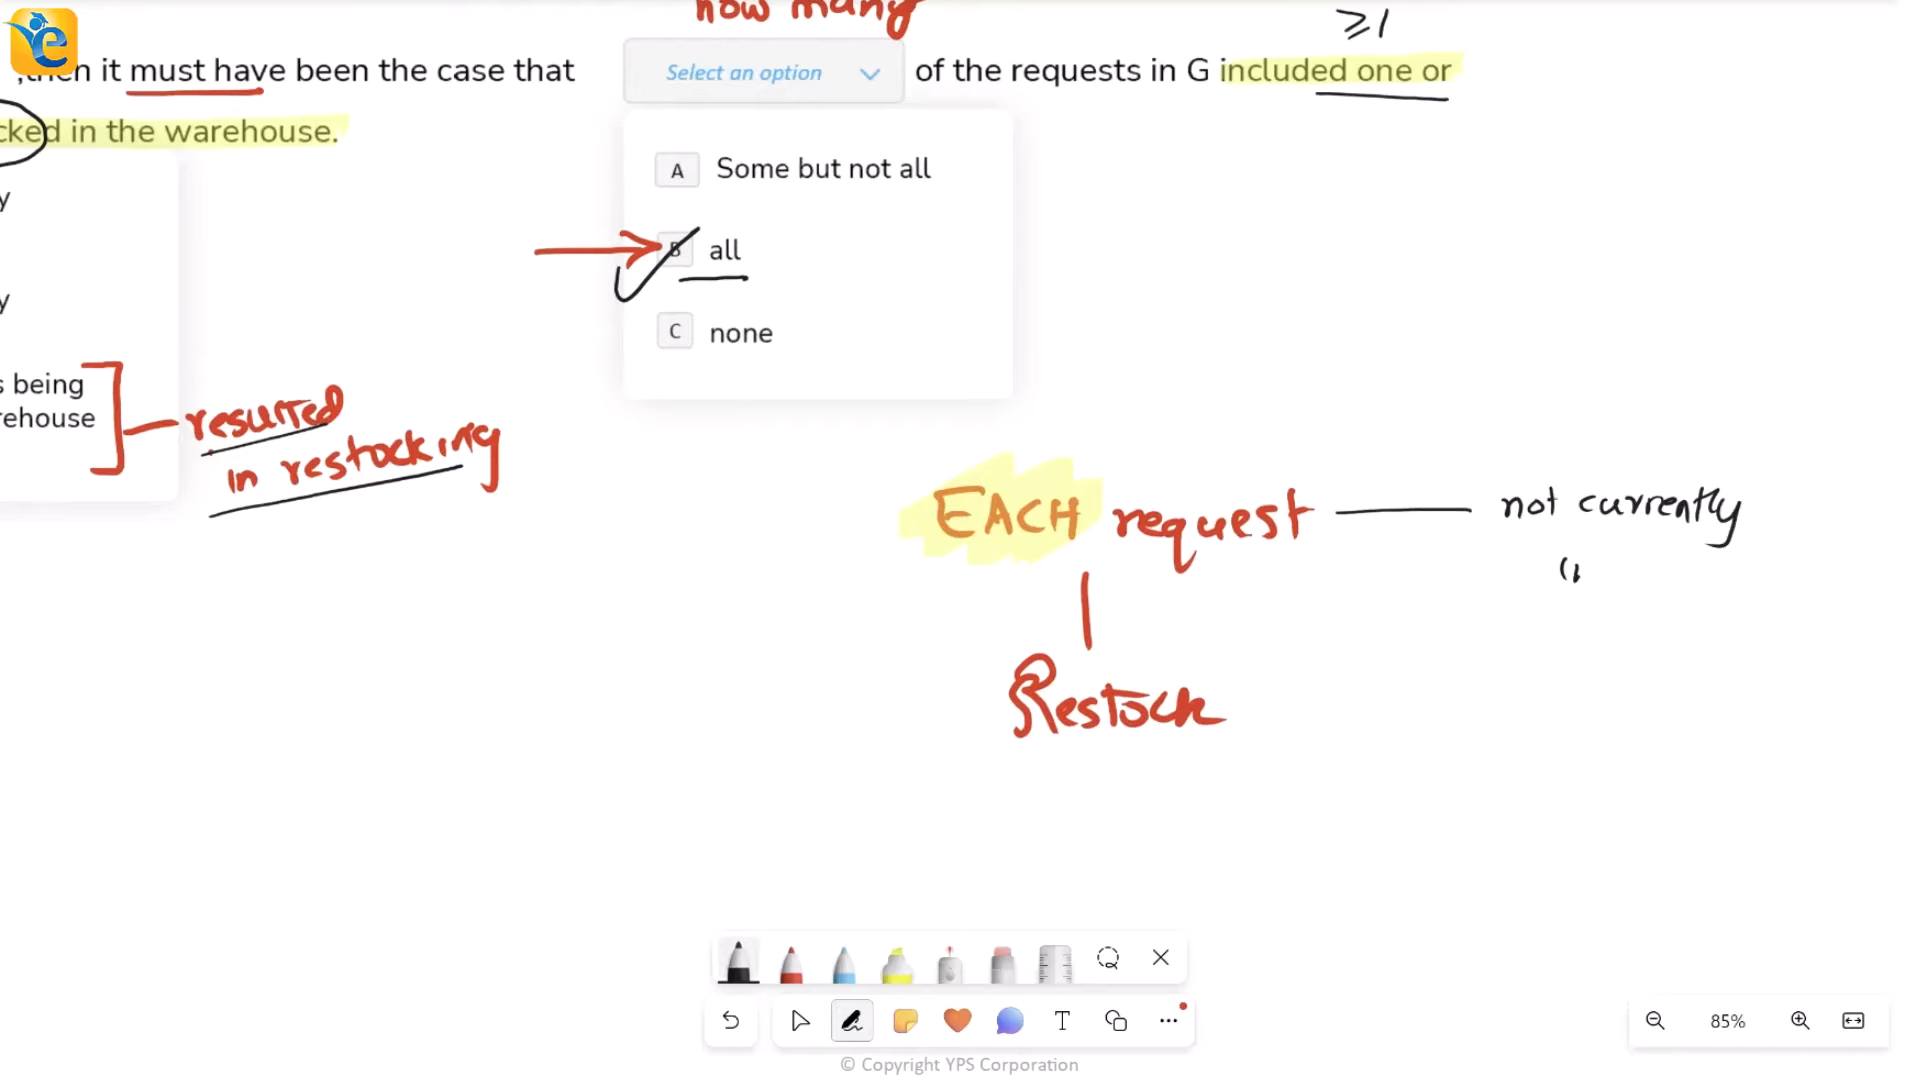 how many
≥1
,then it must have been the case that Select an option of the requests in G included one or
cked in the warehouse.
A Some but not all
y
B all
y
C none
s being
rehouse
resulted
in restocking
EACH request — not currently
Restock
85%
© Copyright YPS Corporation